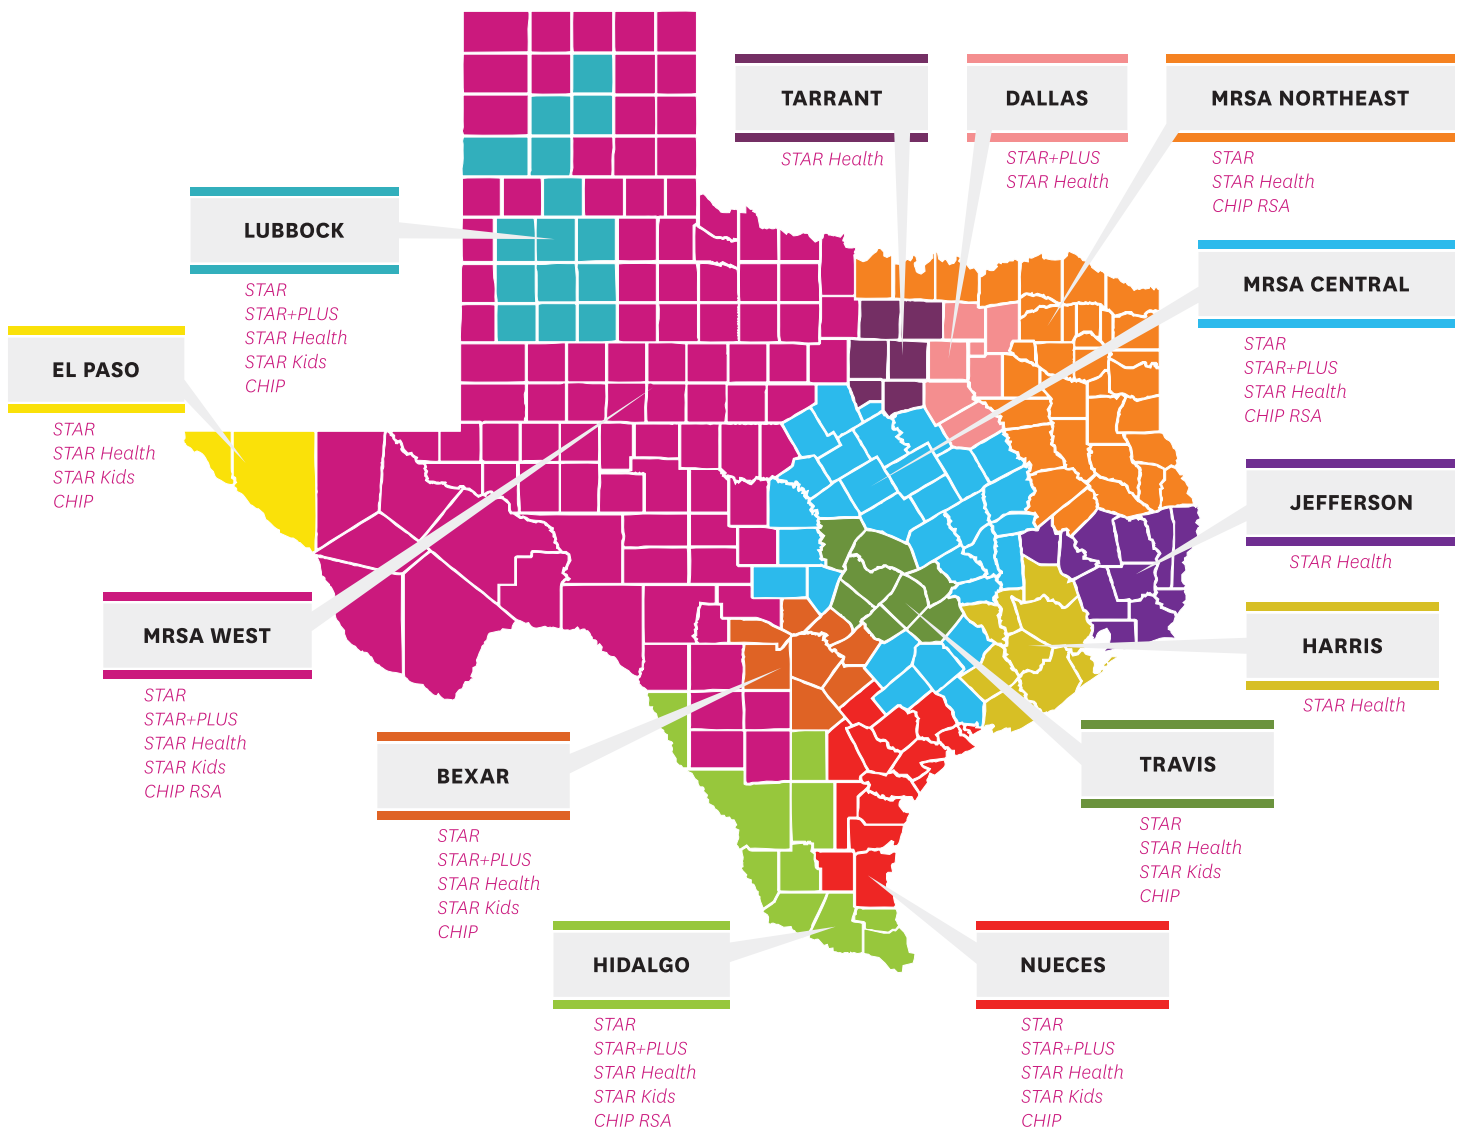 TARRANT
STAR Health
DALLAS
STAR+PLUS
STAR Health
MRSA NORTHEAST
STAR
STAR Health
CHIP RSA
LUBBOCK
STAR
STAR+PLUS
STAR Health
STAR Kids
CHIP
MRSA CENTRAL
STAR
STAR+PLUS
STAR Health
CHIP RSA
EL PASO
STAR
STAR Health
STAR Kids
CHIP
JEFFERSON
STAR Health
MRSA WEST
STAR
STAR+PLUS
STAR Health
STAR Kids
CHIP RSA
HARRIS
STAR Health
BEXAR
STAR
STAR+PLUS
STAR Health
STAR Kids
CHIP
TRAVIS
STAR
STAR Health
STAR Kids
CHIP
HIDALGO
STAR
STAR+PLUS
STAR Health
STAR Kids
CHIP RSA
NUECES
STAR
STAR+PLUS
STAR Health
STAR Kids
CHIP